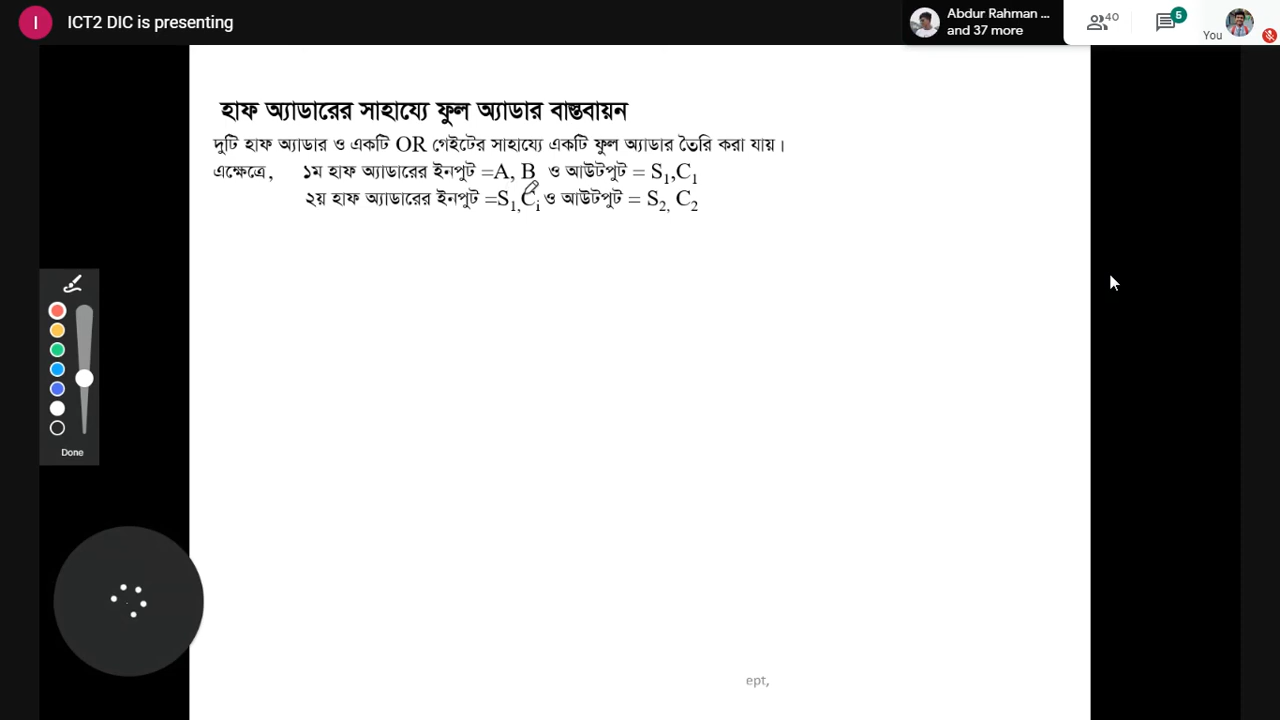 ICT2 DIC is presenting
Abdur Rahman ...
and 37 more
40
5
You
হাফ অ্যাডারের সাহায্যে ফুল অ্যাডার বাস্তবায়ন
দুটি হাফ অ্যাডার ও একটি OR গেইটের সাহায্যে একটি ফুল অ্যাডার তৈরি করা যায়।
এক্ষেত্রে, ১ম হাফ অ্যাডারের ইনপুট =A, B ও আউটপুট = S₁,C₁
২য় হাফ অ্যাডারের ইনপুট =S₁, Cᵢ ও আউটপুট = S₂, C₂
Done
ept,